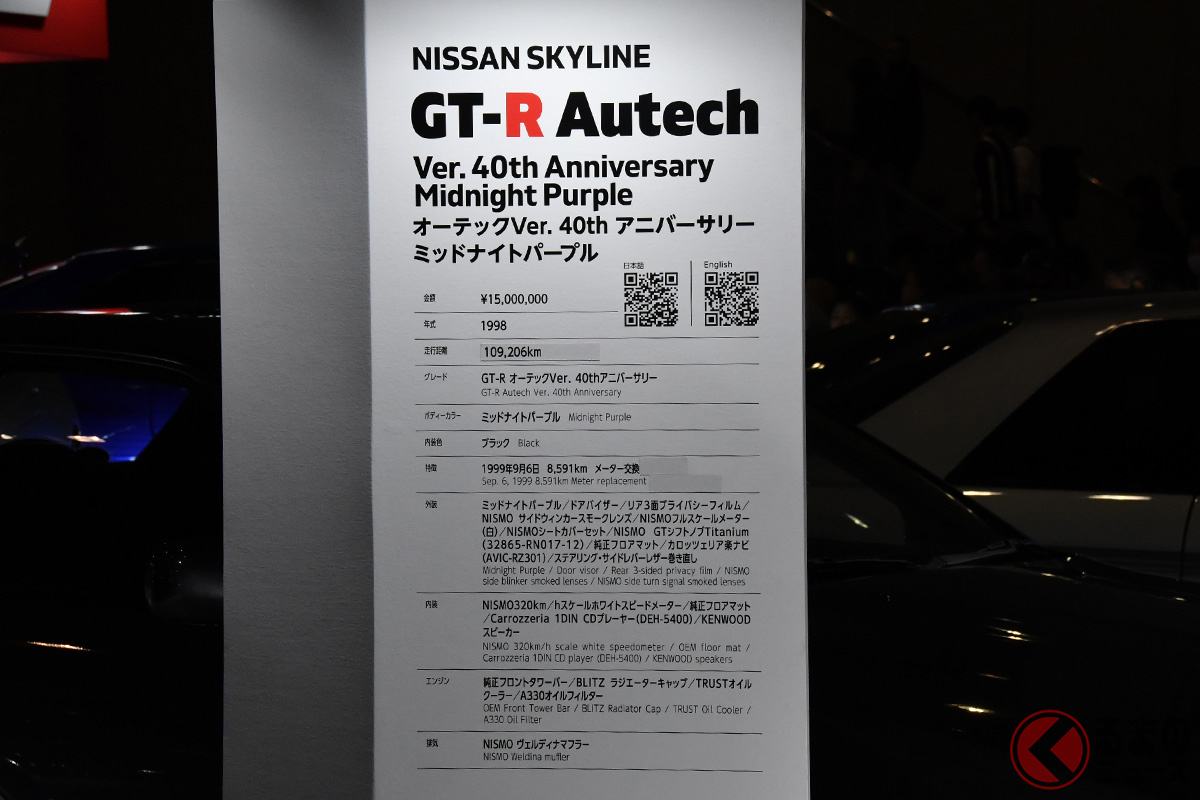 NISSAN SKYLINE
GT-R Autech
Ver. 40th Anniversary
Midnight Purple
オーテックVer. 40th アニバーサリー
ミッドナイトパープル
日本語 English
金額 ¥15,000,000
年式 1998
走行距離 109,206km
グレード GT-R オーテックVer. 40thアニバーサリー
GT-R Autech Ver. 40th Anniversary
ボディーカラー ミッドナイトパープル Midnight Purple
内装色 ブラック Black
特徴 1999年9月6日 8,591km メーター交換
Sep. 6, 1999 8.591km Meter replacement
外装 ミッドナイトパープル／ドアバイザー／リア3面プライバシーフィルム／
NISMO サイドウィンカースモークレンズ／NISMOフルスケールメーター
(白)／NISMOシートカバーセット／NISMO GTシフトノブTitanium
(32865-RN017-12)／純正フロアマット／カロッツェリア楽ナビ
(AVIC-RZ301)／ステアリング・サイドレバーレザー巻き直し
Midnight Purple / Door visor / Rear 3-sided privacy film / NISMO
side blinker smoked lenses / NISMO side turn signal smoked lenses
内装 NISMO320km/hスケールホワイトスピードメーター／純正フロアマット
／Carrozzeria 1DIN CDプレーヤー(DEH-5400)／KENWOOD
スピーカー
NISMO 320km/h scale white speedometer / OEM floor mat /
Carrozzeria 1DIN CD player (DEH-5400) / KENWOOD speakers
エンジン 純正フロントタワーバー／BLITZ ラジエーターキャップ／TRUSTオイル
クーラー／A330オイルフィルター
OEM Front Tower Bar / BLITZ Radiator Cap / TRUST Oil Cooler /
A330 Oil Filter
排気 NISMO ヴェルディナマフラー
NISMO Weldina muffler
くるまの
ニュース